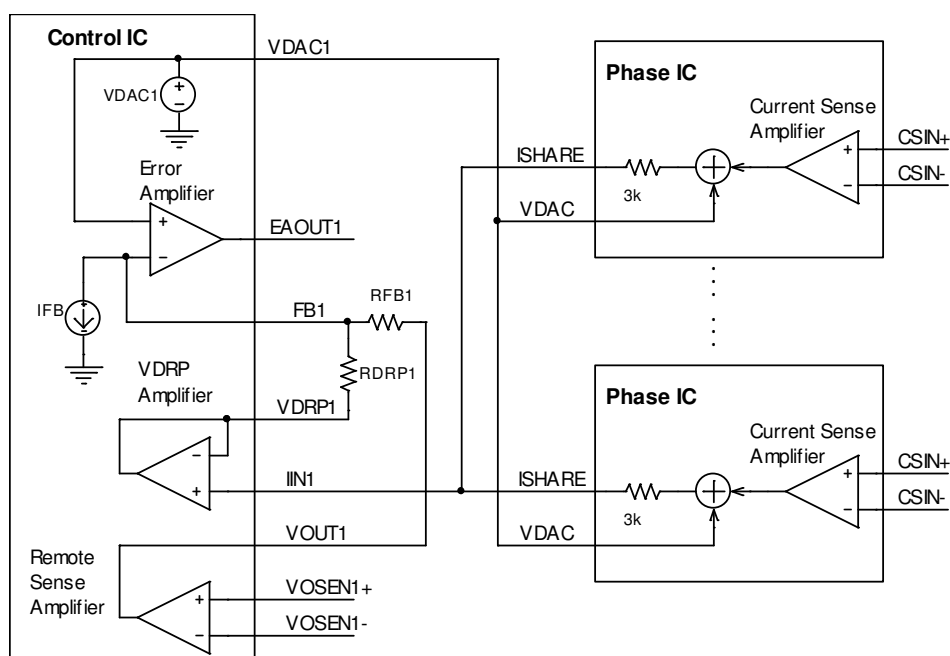 Control IC
VDAC1
VDAC1
Error
Amplifier
EAOUT1
IFB
FB1
RFB1
RDRP1
VDRP
Amplifier
VDRP1
IIN1
VOUT1
Remote
Sense
Amplifier
VOSEN1+
VOSEN1-
Phase IC
Current Sense
Amplifier
CSIN+
CSIN-
ISHARE
3k
VDAC
Phase IC
Current Sense
Amplifier
CSIN+
CSIN-
ISHARE
3k
VDAC